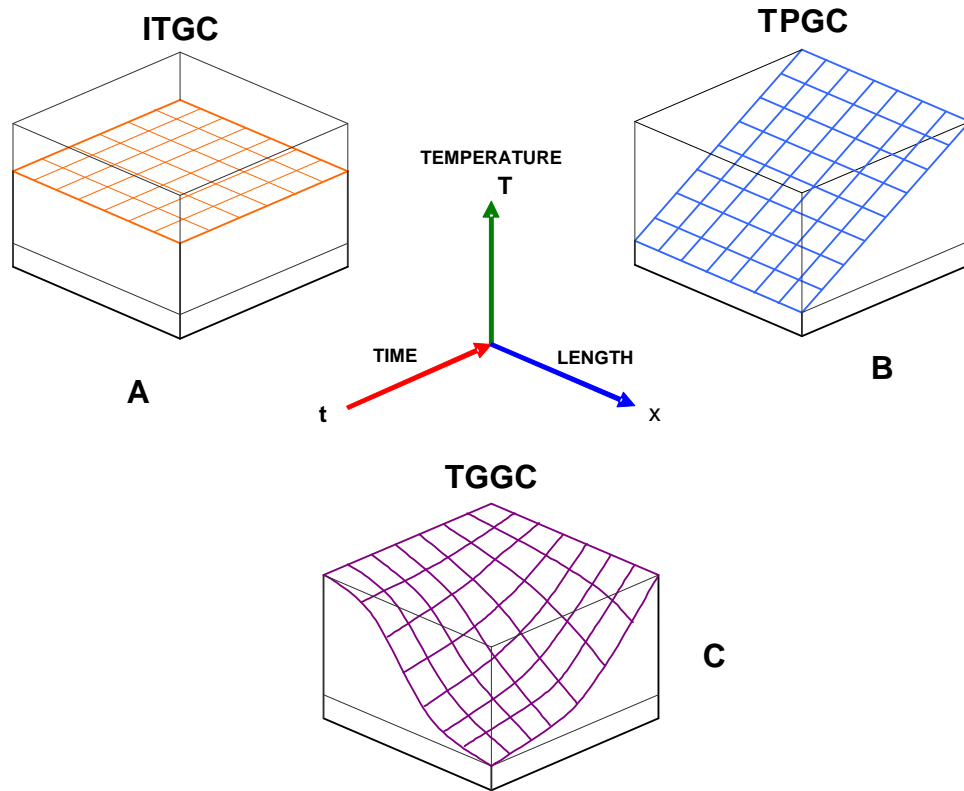 ITGC
TPGC
TEMPERATURE
T
TIME
LENGTH
t
x
A
B
TGGC
C